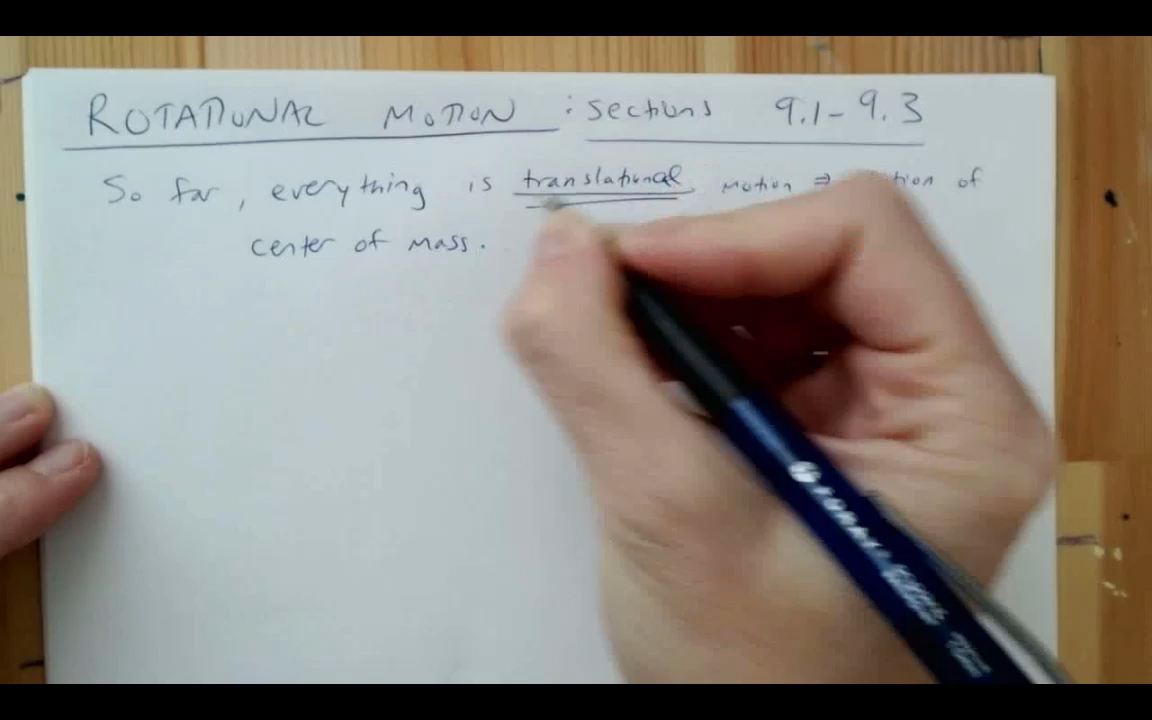 ROTATIONAL MOTION : Sections 9.1-9.3
So far, everything is translational motion ⇒ of
center of mass.